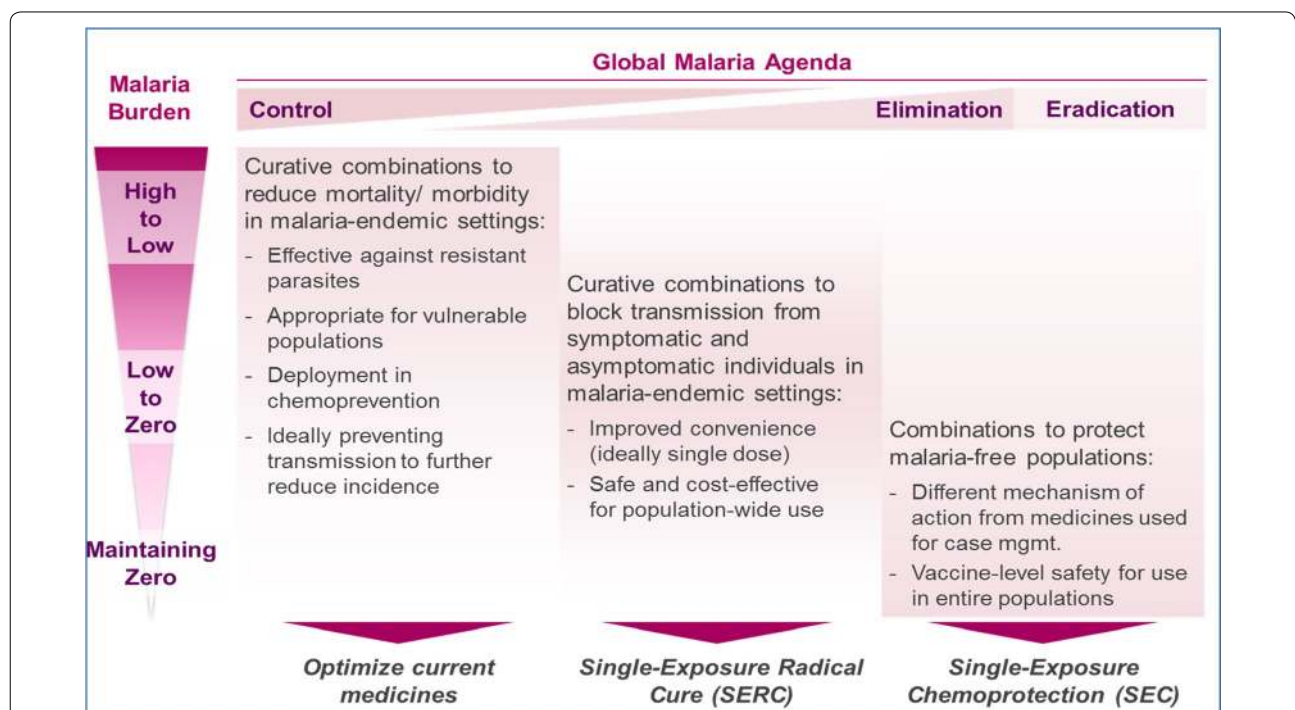 Global Malaria Agenda
Malaria
Burden
Control
Elimination
Eradication
High
to
Low
Low
to
Zero
Maintaining
Zero
Curative combinations to
reduce mortality/ morbidity
in malaria-endemic settings:
- Effective against resistant
parasites
- Appropriate for vulnerable
populations
- Deployment in
chemoprevention
- Ideally preventing
transmission to further
reduce incidence
Curative combinations to
block transmission from
symptomatic and
asymptomatic individuals in
malaria-endemic settings:
- Improved convenience
(ideally single dose)
- Safe and cost-effective
for population-wide use
Combinations to protect
malaria-free populations:
- Different mechanism of
action from medicines used
for case mgmt.
- Vaccine-level safety for use
in entire populations
Optimize current
medicines
Single-Exposure Radical
Cure (SERC)
Single-Exposure
Chemoprotection (SEC)